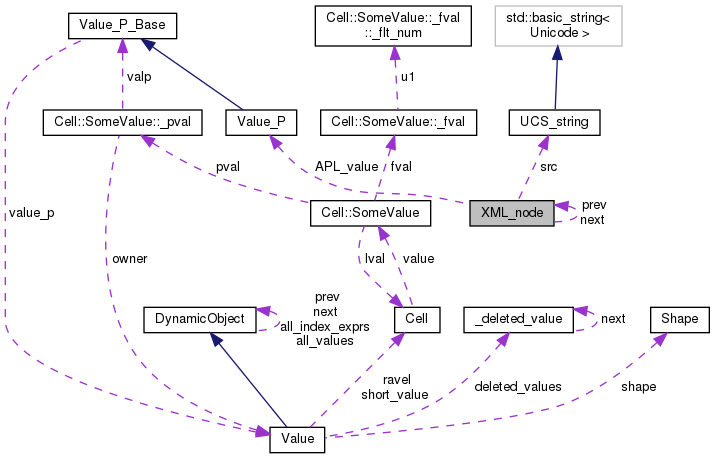 Value_P_Base
Cell::SomeValue::_fval
::_flt_num
std::basic_string<
Unicode >
valp
u1
Cell::SomeValue::_pval
Value_P
Cell::SomeValue::_fval
UCS_string
pval
APL_value
fval
src
value_p
Cell::SomeValue
XML_node
prev
next
owner
lval
value
DynamicObject
prev
next
all_index_exprs
all_values
Cell
_deleted_value
next
Shape
ravel
short_value
deleted_values
shape
Value